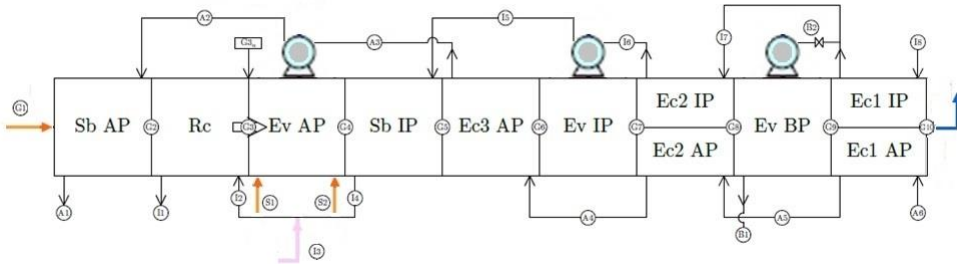 A2
I5
I7
B2
G3ₐ
A3
I6
I8
G1
Sb AP
G2
Rc
G3
Ev AP
G4
Sb IP
G5
Ec3 AP
G6
Ev IP
G7
Ec2 IP
Ec2 AP
G8
Ev BP
G9
Ec1 IP
Ec1 AP
G10
A1
I1
I2
S1
S2
I4
I3
A4
A5
B1
A6